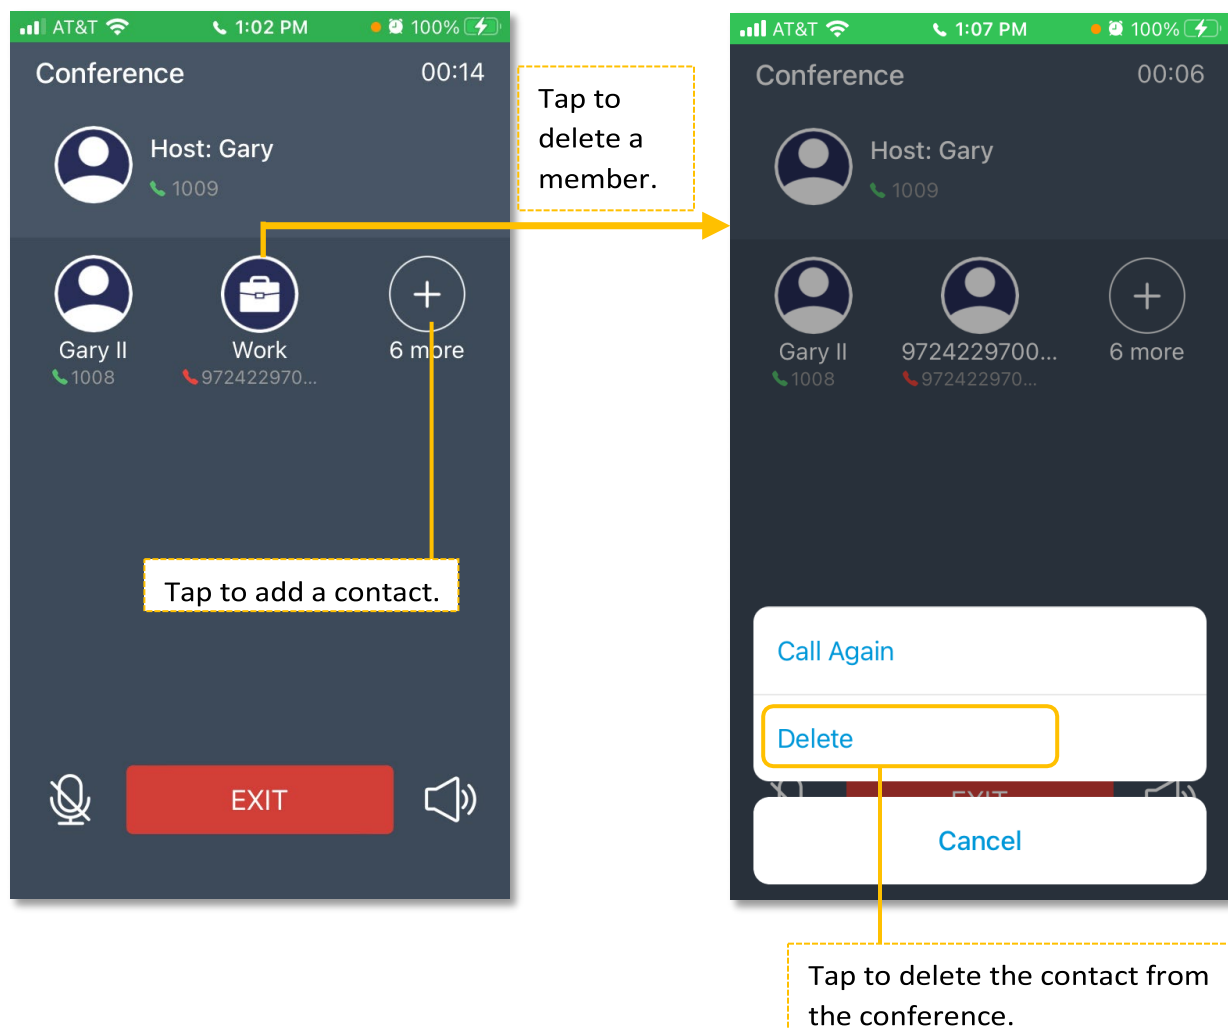 AT&T 1:02 PM 100%
Conference 00:14
Host: Gary
1009
Gary II Work 6 more
1008 972422970...
Tap to add a contact.
EXIT
Tap to
delete a
member.
AT&T 1:07 PM 100%
Conference 00:06
Host: Gary
1009
Gary II 9724229700... 6 more
1008 972422970...
Call Again
Delete
EXIT
Cancel
Tap to delete the contact from
the conference.